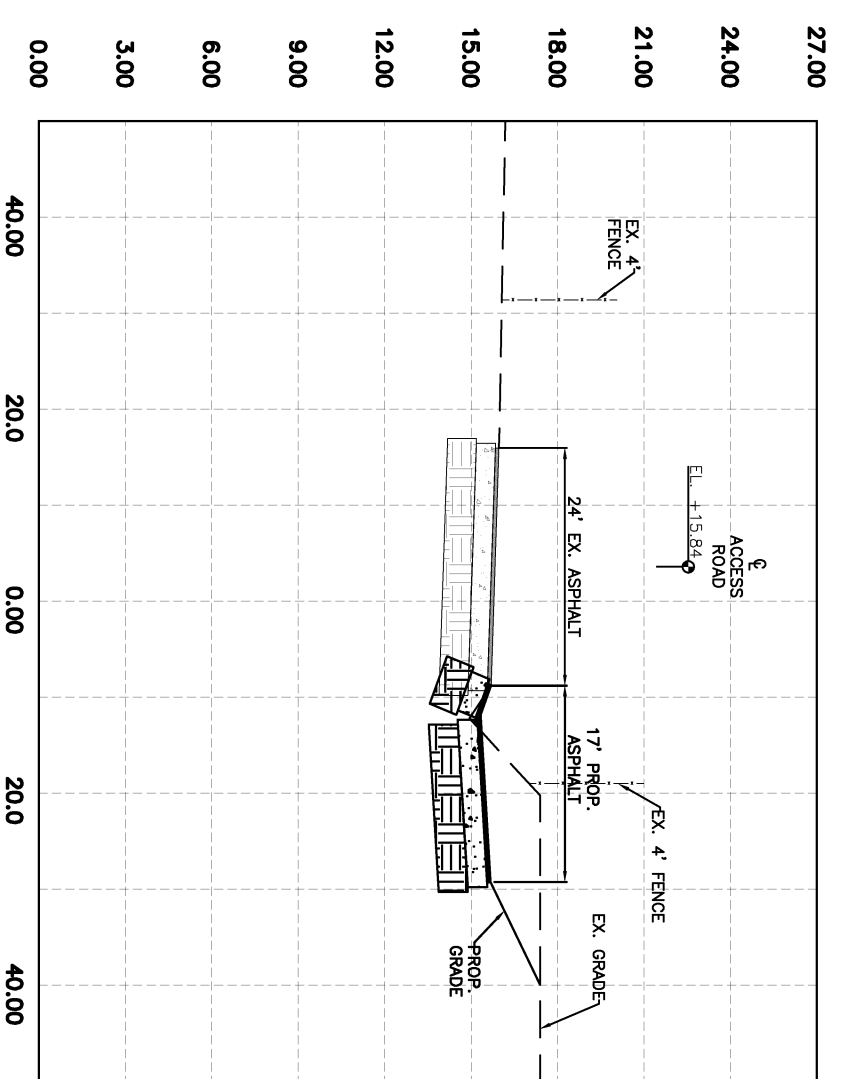 27.00
24.00
21.00
18.00
15.00
12.00
9.00
6.00
3.00
0.00
40.00
20.0
0.00
20.0
40.00
℄
ACCESS
ROAD
EL. +15.84
EX. 4'
FENCE
24' EX. ASPHALT
17' PROP.
ASPHALT
EX. 4' FENCE
EX. GRADE
PROP.
GRADE